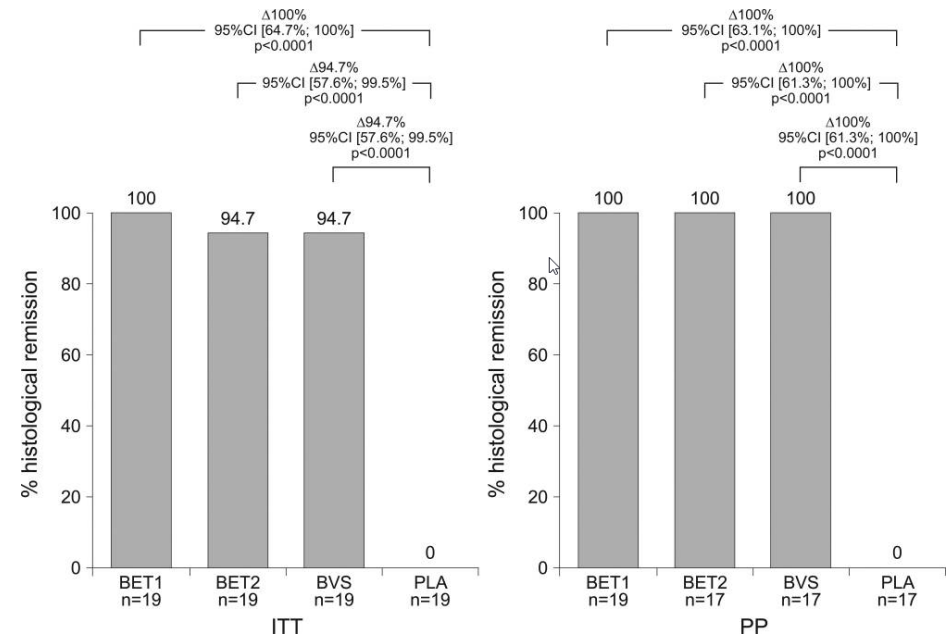 Δ100%
95%CI [64.7%; 100%]
p<0.0001
Δ94.7%
95%CI [57.6%; 99.5%]
p<0.0001
Δ94.7%
95%CI [57.6%; 99.5%]
p<0.0001
% histological remission
100
80
60
40
20
0
100
94.7
94.7
0
BET1
n=19
BET2
n=19
BVS
n=19
PLA
n=19
ITT
Δ100%
95%CI [63.1%; 100%]
p<0.0001
Δ100%
95%CI [61.3%; 100%]
p<0.0001
Δ100%
95%CI [61.3%; 100%]
p<0.0001
% histological remission
100
80
60
40
20
0
100
100
100
0
BET1
n=19
BET2
n=17
BVS
n=17
PLA
n=17
PP